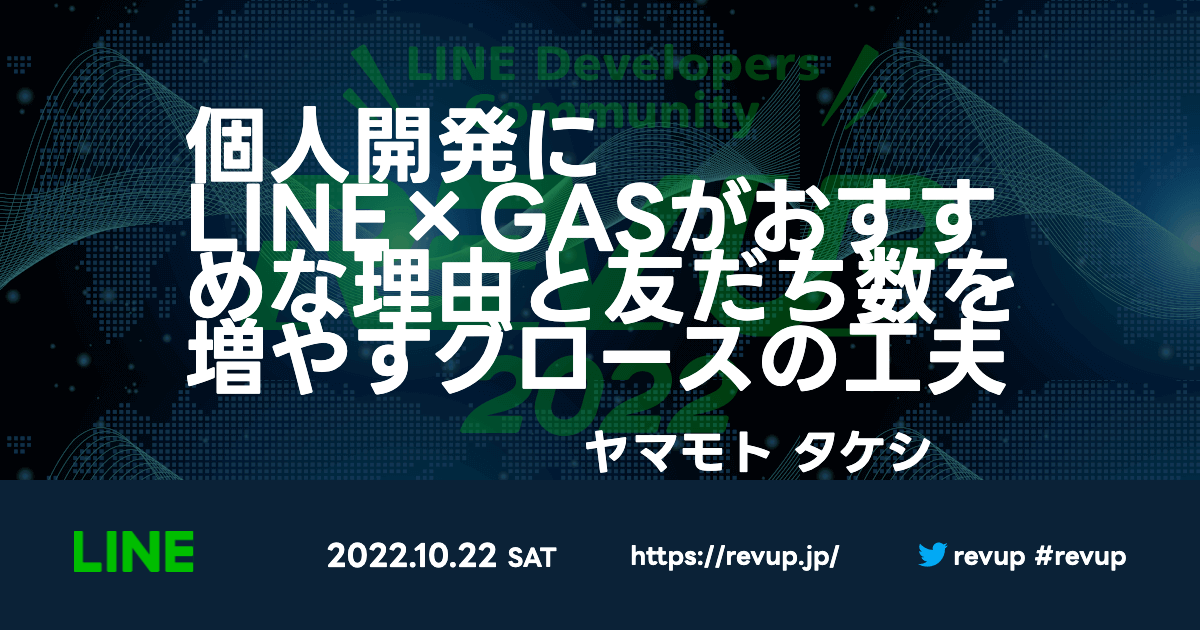 LINE Developers
Community
個人開発に
LINE×GASがおすす
めな理由と友だち数を
増やすグロースの工夫
2022
ヤマモト タケシ
LINE
2022.10.22 SAT
https://revup.jp/
revup #revup